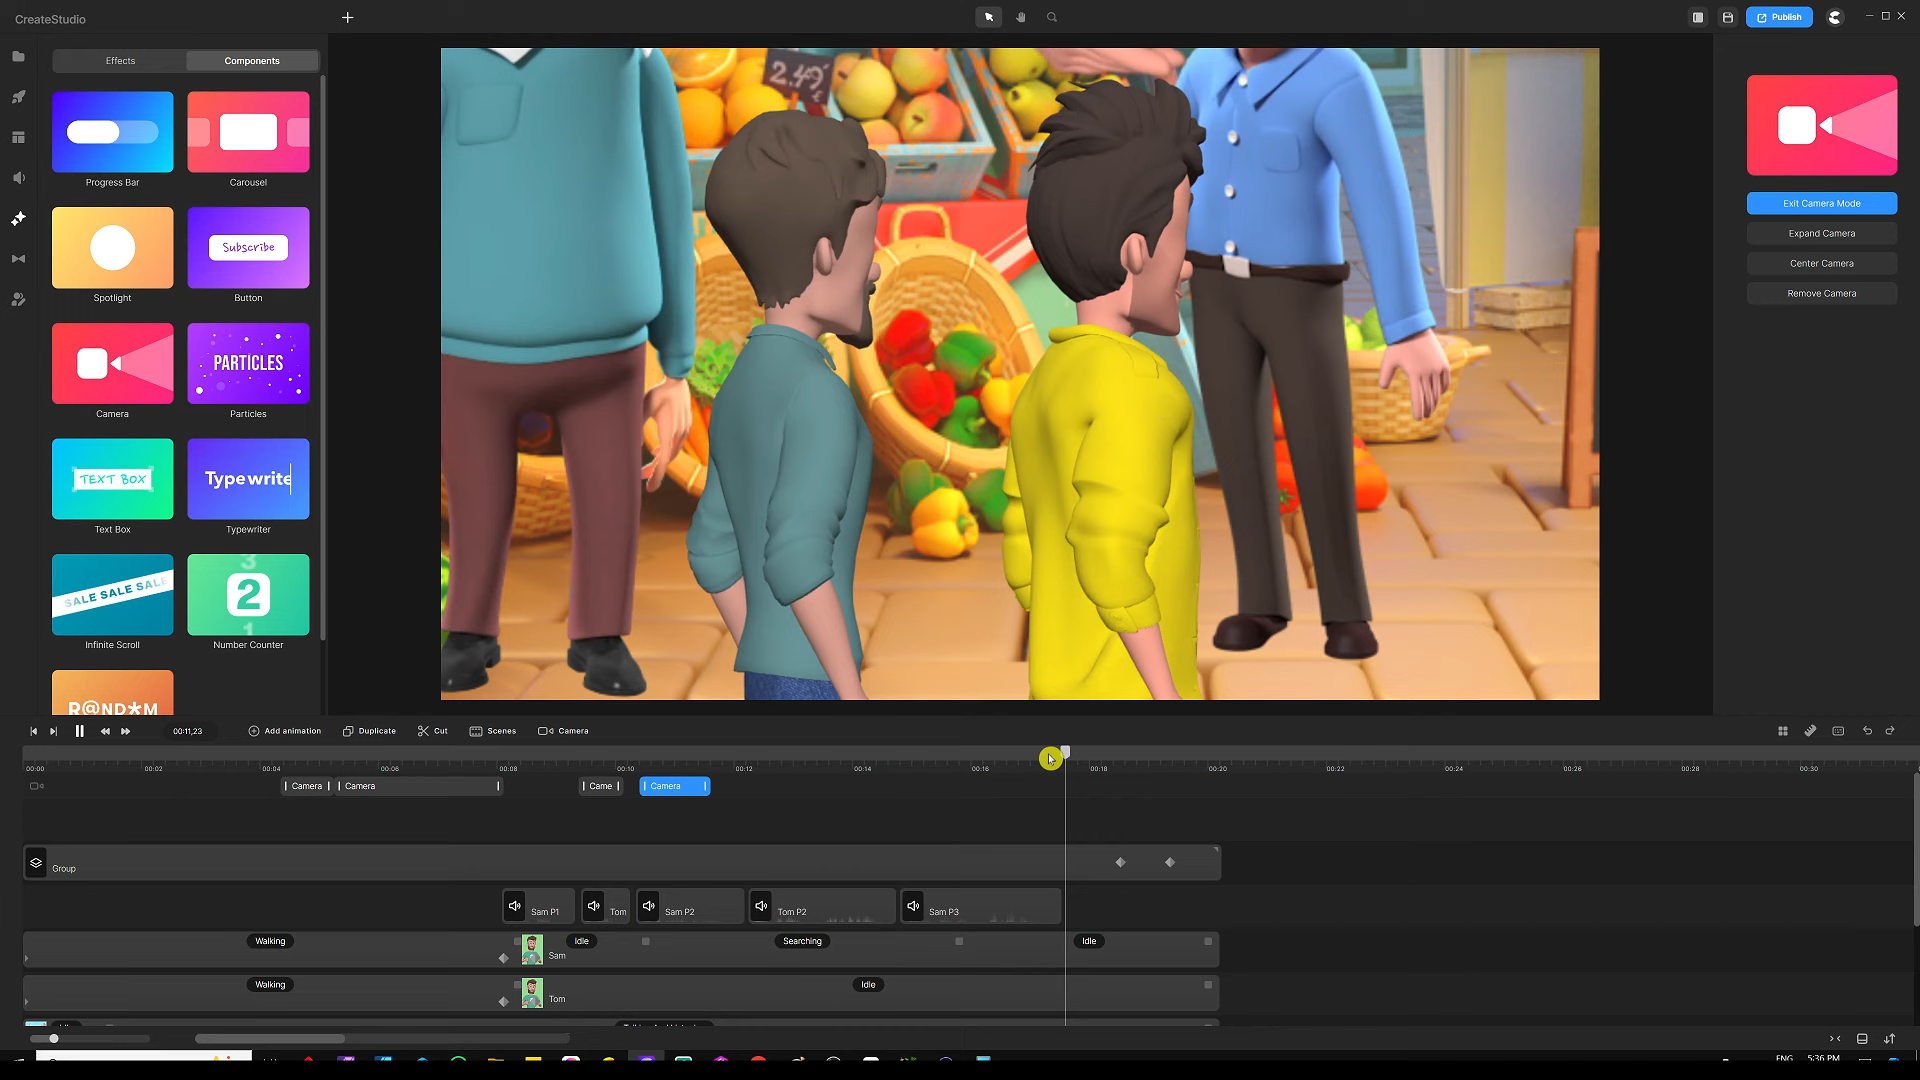 CreateStudio
Publish
Effects
Components
Progress Bar
Carousel
Subscribe
Spotlight
Button
PARTICLES
Camera
Particles
TEXT BOX
Typewrite
Text Box
Typewriter
SALE SALE SALE
3
2
1
Infinite Scroll
Number Counter
R@ND*M
2.49
Exit Camera Mode
Expand Camera
Center Camera
Remove Camera
00:11,23
Add animation
Duplicate
Cut
Scenes
Camera
00:00
00:02
00:04
00:06
00:08
00:10
00:12
00:14
00:16
00:18
00:20
00:22
00:24
00:26
00:28
00:30
Camera
Camera
Came
Camera
Group
Sam P1
Tom
Sam P2
Tom P2
Sam P3
Walking
Idle
Searching
Idle
Sam
Walking
Idle
Tom
ENG
5:36 PM